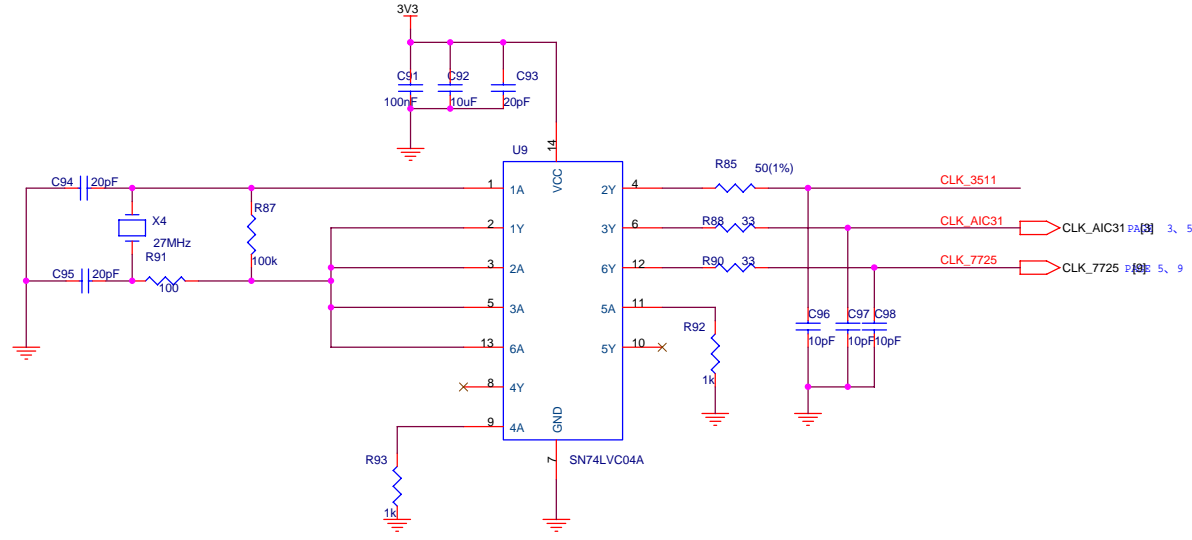 3V3
C91
C92
C93
100nF
10uF
20pF
U9
14
VCC
R85
50(1%)
C94
20pF
1
1A
2Y
4
CLK_3511
X4
27MHz
R87
100k
2
1Y
3Y
6
R88
33
CLK_AIC31
CLK_AIC31
3、5
R91
100
C95
20pF
3
2A
6Y
12
R90
33
CLK_7725
CLK_7725
5、9
5
3A
5A
11
R92
1k
C96
C97
C98
10pF
10pF
10pF
13
6A
5Y
10
8
4Y
9
4A
GND
7
SN74LVC04A
R93
1k